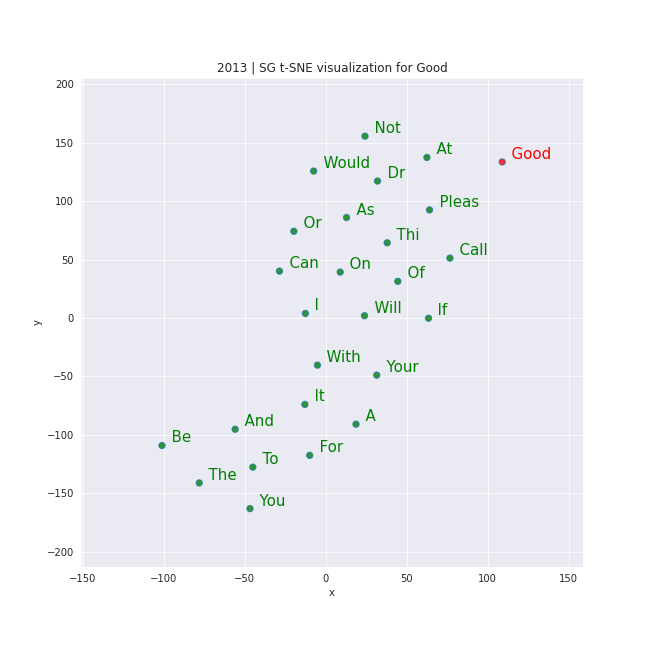 2013 | SG t-SNE visualization for Good
200
150
100
50
0
−50
−100
−150
−200
y
Not
At
Good
Would
Dr
Pleas
As
Or
Thi
Call
Can
On
Of
I
Will
If
With
Your
It
A
And
Be
For
To
The
You
−150
−100
−50
0
50
100
150
x